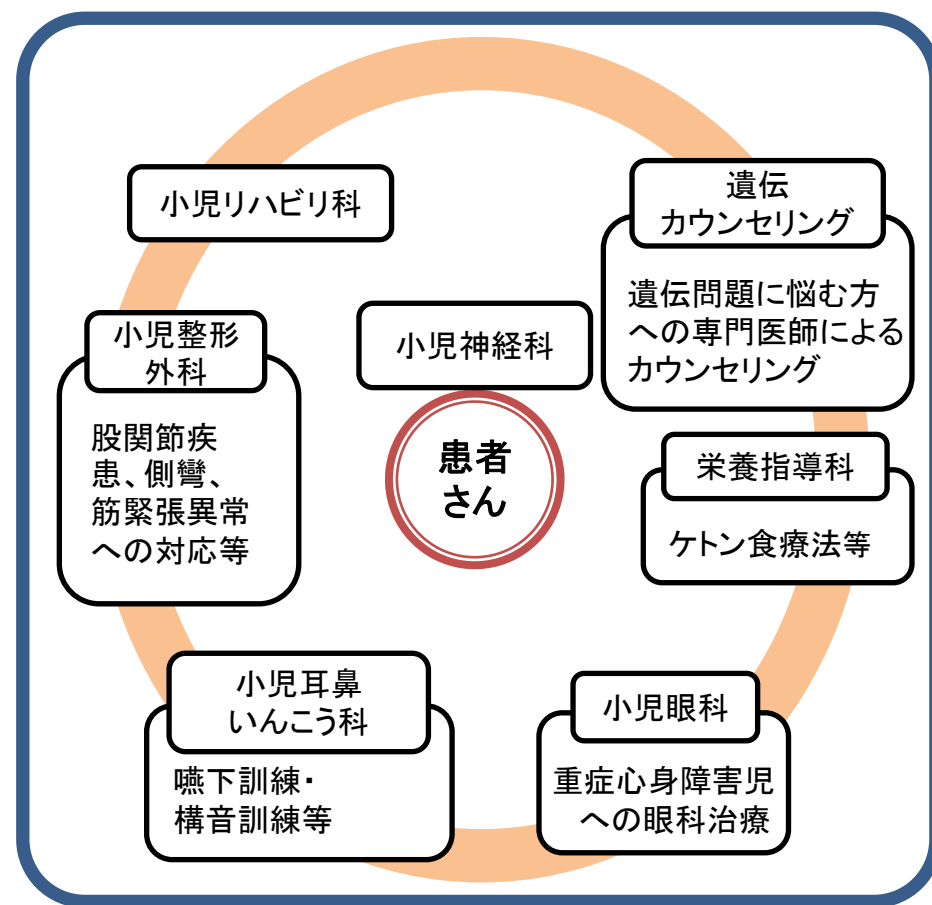 小児リハビリ科
遺伝
カウンセリング
遺伝問題に悩む方
への専門医師による
カウンセリング
小児整形
外科
股関節疾
患、側彎、
筋緊張異常
への対応等
小児神経科
患者
さん
栄養指導科
ケトン食療法等
小児耳鼻
いんこう科
嚥下訓練・
構音訓練等
小児眼科
重症心身障害児
への眼科治療